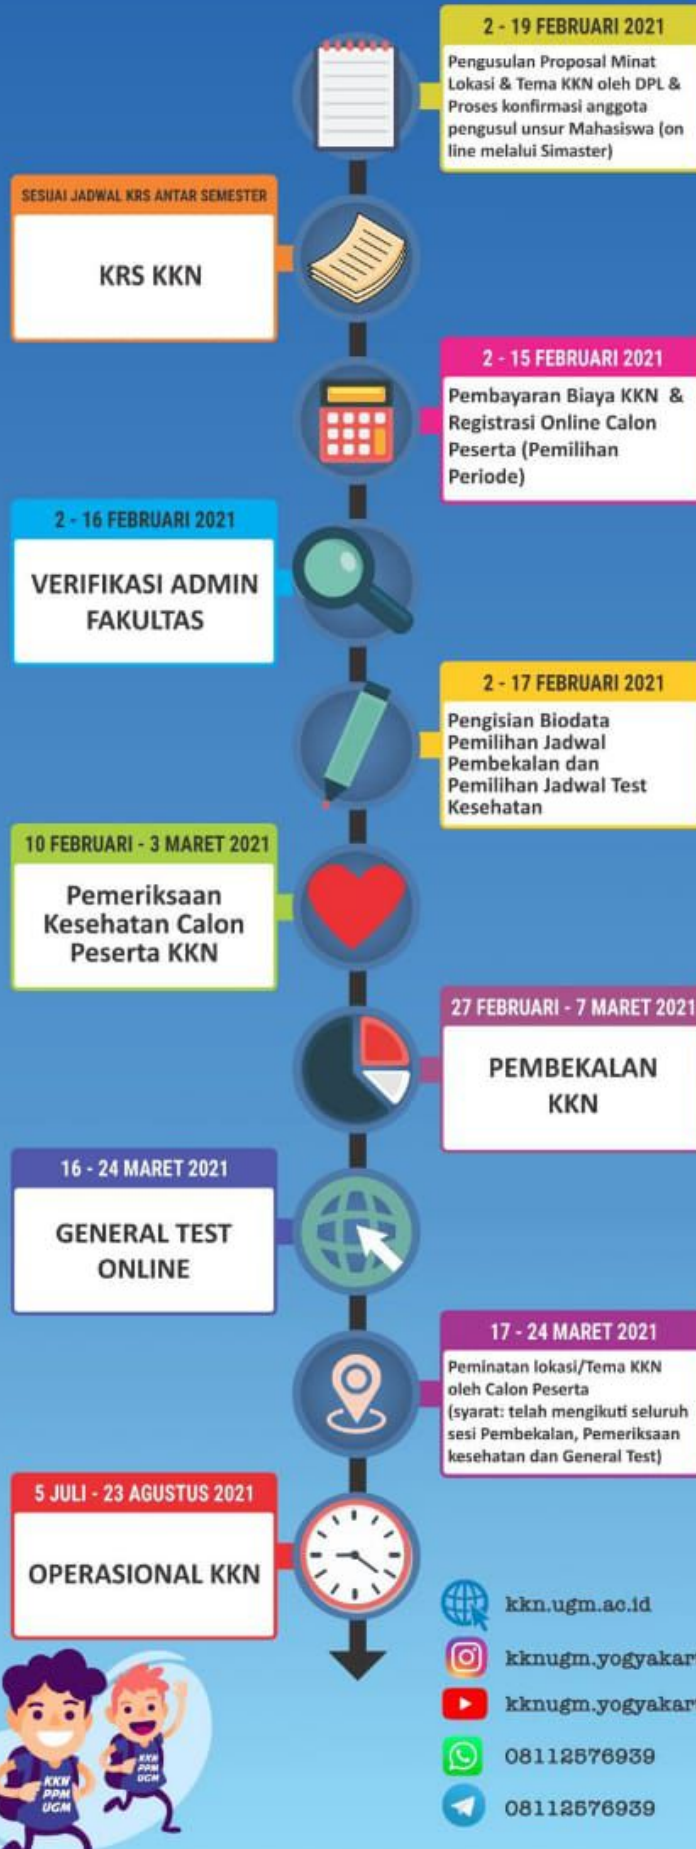 2 - 19 FEBRUARI 2021
Pengusulan Proposal Minat
Lokasi & Tema KKN oleh DPL &
Proses konfirmasi anggota
pengusul unsur Mahasiswa (on
line melalui Simaster)
SESUAI JADWAL KRS ANTAR SEMESTER
KRS KKN
2 - 15 FEBRUARI 2021
Pembayaran Biaya KKN &
Registrasi Online Calon
Peserta (Pemilihan
Periode)
2 - 16 FEBRUARI 2021
VERIFIKASI ADMIN
FAKULTAS
2 - 17 FEBRUARI 2021
Pengisian Biodata
Pemilihan Jadwal
Pembekalan dan
Pemilihan Jadwal Test
Kesehatan
10 FEBRUARI - 3 MARET 2021
Pemeriksaan
Kesehatan Calon
Peserta KKN
27 FEBRUARI - 7 MARET 2021
PEMBEKALAN
KKN
16 - 24 MARET 2021
GENERAL TEST
ONLINE
17 - 24 MARET 2021
Peminatan lokasi/Tema KKN
oleh Calon Peserta
(syarat: telah mengikuti seluruh
sesi Pembekalan, Pemeriksaan
kesehatan dan General Test)
5 JULI - 23 AGUSTUS 2021
OPERASIONAL KKN
kkn.ugm.ac.id
kknugm.yogyakar
kknugm.yogyakar
08112576939
08112576939
KKN
PPM
UGM
KKN
PPM
UGM